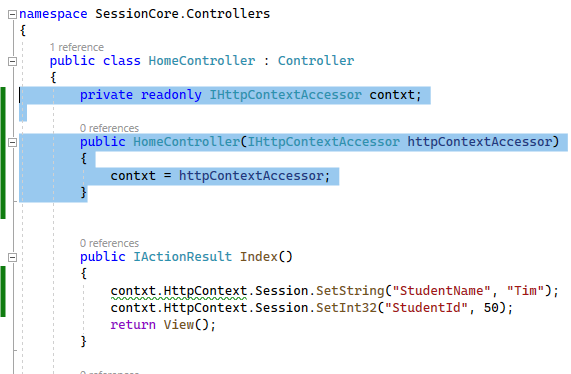 namespace SessionCore.Controllers
{
1 reference
public class HomeController : Controller
{
private readonly IHttpContextAccessor contxt;
0 references
public HomeController(IHttpContextAccessor httpContextAccessor)
{
contxt = httpContextAccessor;
}
0 references
public IActionResult Index()
{
contxt.HttpContext.Session.SetString("StudentName", "Tim");
contxt.HttpContext.Session.SetInt32("StudentId", 50);
return View();
}